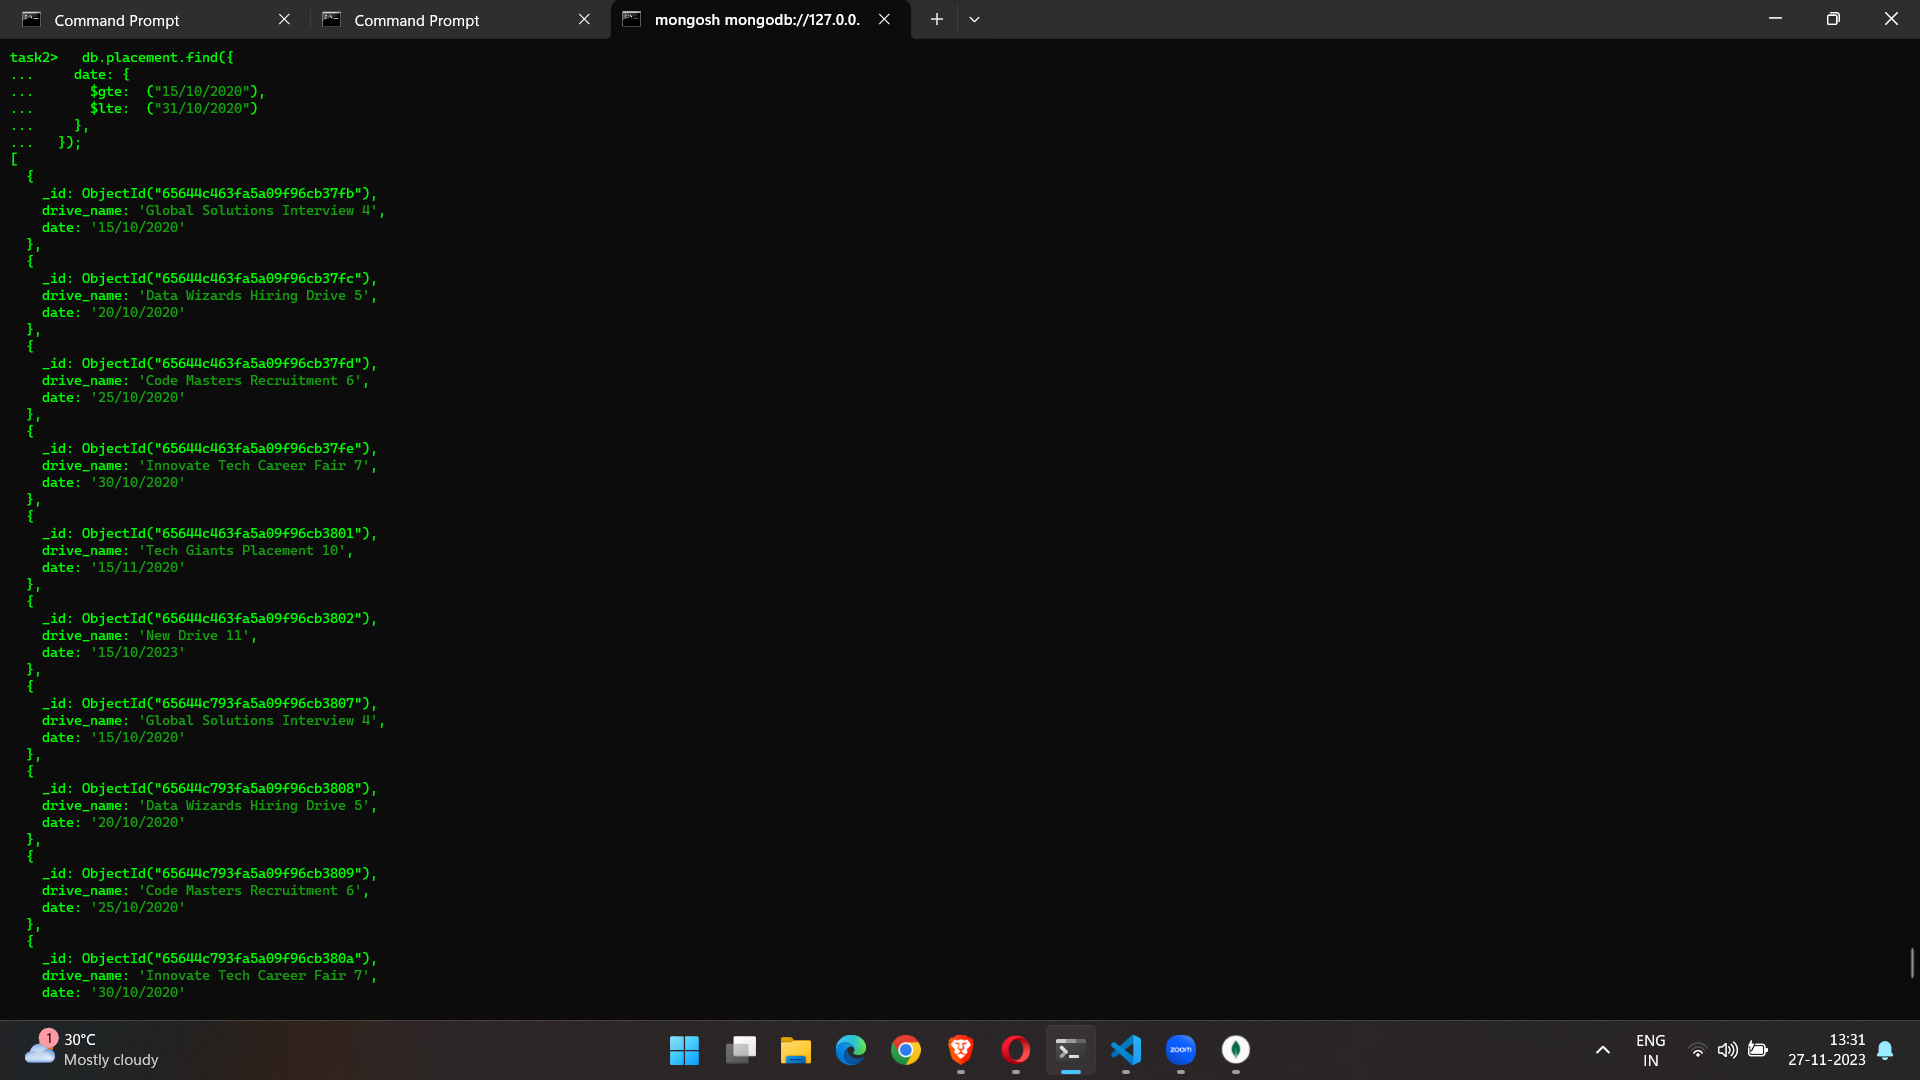 Command Prompt
Command Prompt
mongosh mongodb://127.0.0.
task2>   db.placement.find({
...     date: {
...       $gte:  ("15/10/2020"),
...       $lte:  ("31/10/2020")
...     },
...   });
[
  {
    _id: ObjectId("65644c463fa5a09f96cb37fb"),
    drive_name: 'Global Solutions Interview 4',
    date: '15/10/2020'
  },
  {
    _id: ObjectId("65644c463fa5a09f96cb37fc"),
    drive_name: 'Data Wizards Hiring Drive 5',
    date: '20/10/2020'
  },
  {
    _id: ObjectId("65644c463fa5a09f96cb37fd"),
    drive_name: 'Code Masters Recruitment 6',
    date: '25/10/2020'
  },
  {
    _id: ObjectId("65644c463fa5a09f96cb37fe"),
    drive_name: 'Innovate Tech Career Fair 7',
    date: '30/10/2020'
  },
  {
    _id: ObjectId("65644c463fa5a09f96cb3801"),
    drive_name: 'Tech Giants Placement 10',
    date: '15/11/2020'
  },
  {
    _id: ObjectId("65644c463fa5a09f96cb3802"),
    drive_name: 'New Drive 11',
    date: '15/10/2023'
  },
  {
    _id: ObjectId("65644c793fa5a09f96cb3807"),
    drive_name: 'Global Solutions Interview 4',
    date: '15/10/2020'
  },
  {
    _id: ObjectId("65644c793fa5a09f96cb3808"),
    drive_name: 'Data Wizards Hiring Drive 5',
    date: '20/10/2020'
  },
  {
    _id: ObjectId("65644c793fa5a09f96cb3809"),
    drive_name: 'Code Masters Recruitment 6',
    date: '25/10/2020'
  },
  {
    _id: ObjectId("65644c793fa5a09f96cb380a"),
    drive_name: 'Innovate Tech Career Fair 7',
    date: '30/10/2020'
1
30°C
Mostly cloudy
zoom
ENG
IN
13:31
27-11-2023